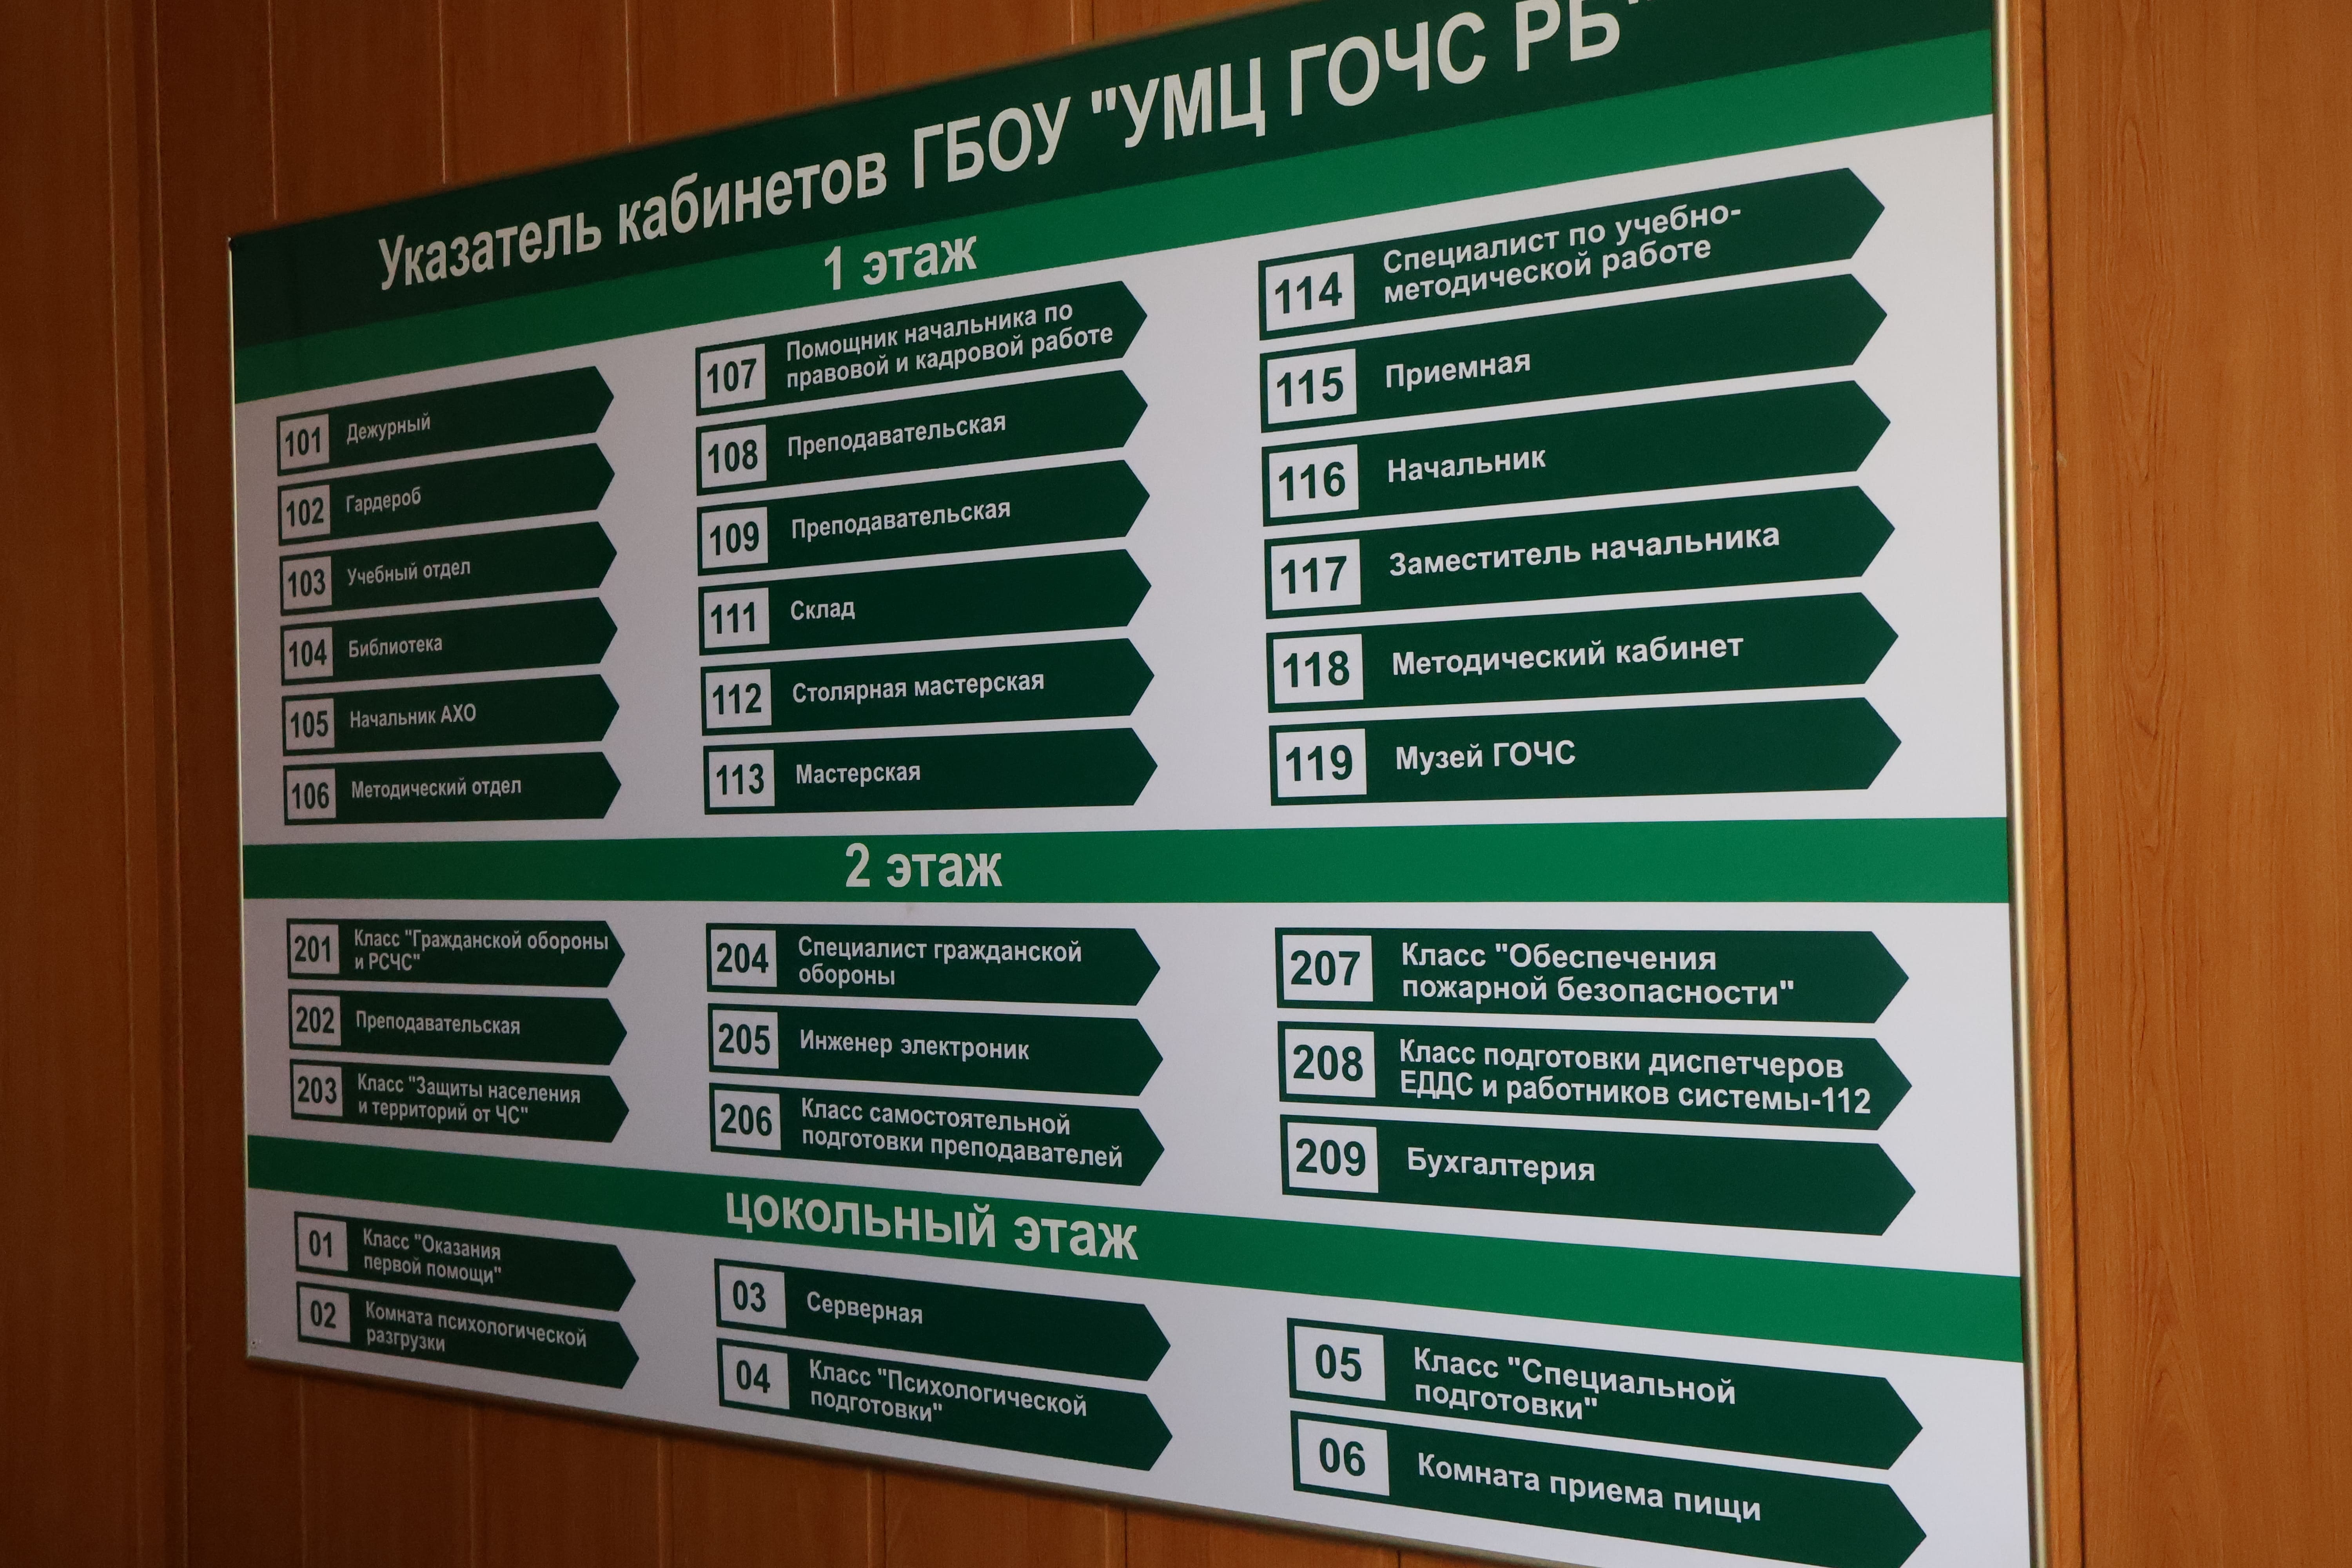 Указатель кабинетов ГБОУ "УМЦ ГОЧС РБ"
1 этаж
101 Дежурный
102 Гардероб
103 Учебный отдел
104 Библиотека
105 Начальник АХО
106 Методический отдел
107 Помощник начальника по
правовой и кадровой работе
108 Преподавательская
109 Преподавательская
111 Склад
112 Столярная мастерская
113 Мастерская
114 Специалист по учебно-
методической работе
115 Приемная
116 Начальник
117 Заместитель начальника
118 Методический кабинет
119 Музей ГОЧС
2 этаж
201 Класс "Гражданской обороны
и РСЧС"
202 Преподавательская
203 Класс "Защиты населения
и территорий от ЧС"
204 Специалист гражданской
обороны
205 Инженер электроник
206 Класс самостоятельной
подготовки преподавателей
207 Класс "Обеспечения
пожарной безопасности"
208 Класс подготовки диспетчеров
ЕДДС и работников системы-112
209 Бухгалтерия
цокольный этаж
01 Класс "Оказания
первой помощи"
02 Комната психологической
разгрузки
03 Серверная
04 Класс "Психологической
подготовки"
05 Класс "Специальной
подготовки"
06 Комната приема пищи